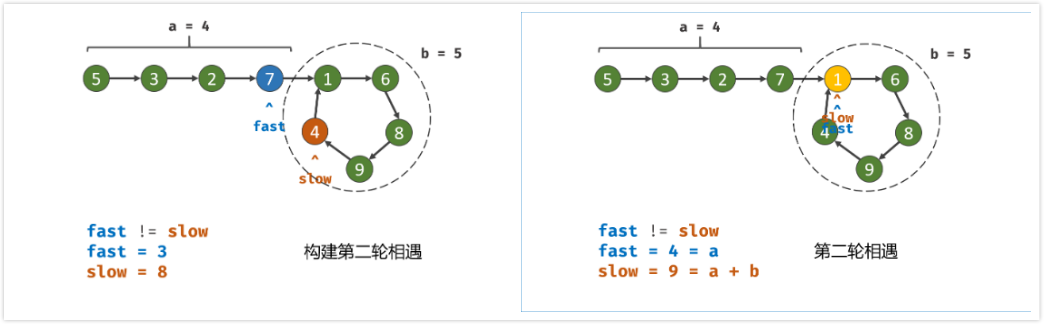 a = 4
b = 5
5 3 2 7 1 6
fast
4 8
slow
9
fast != slow
fast = 3
构建第二轮相遇
slow = 8
a = 4
b = 5
5 3 2 7 1 6
slow
fast
4 8
9
fast != slow
fast = 4 = a
第二轮相遇
slow = 9 = a + b